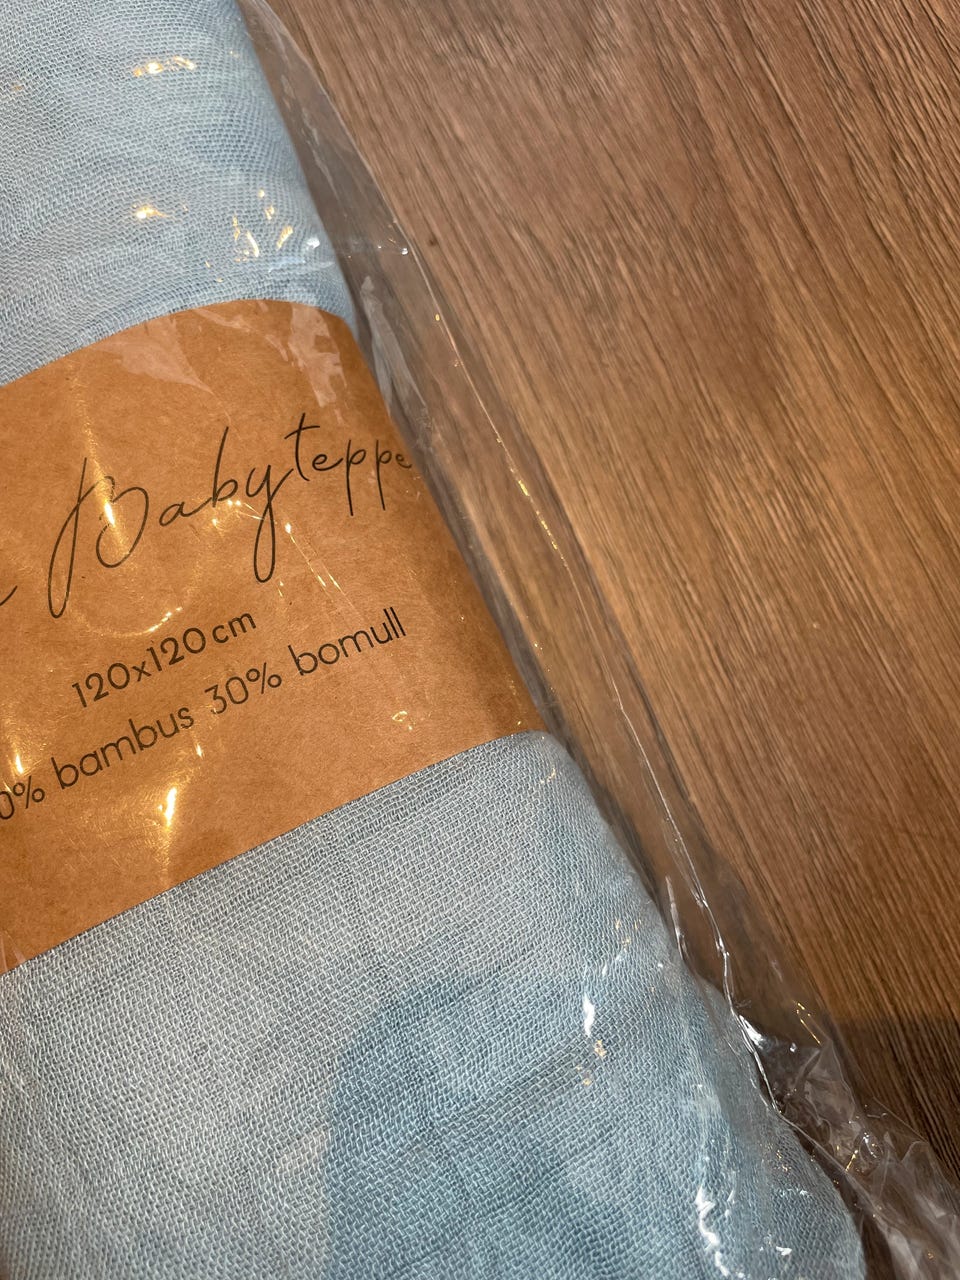 Babyteppe
120x120 cm
0% bambus 30% bomull